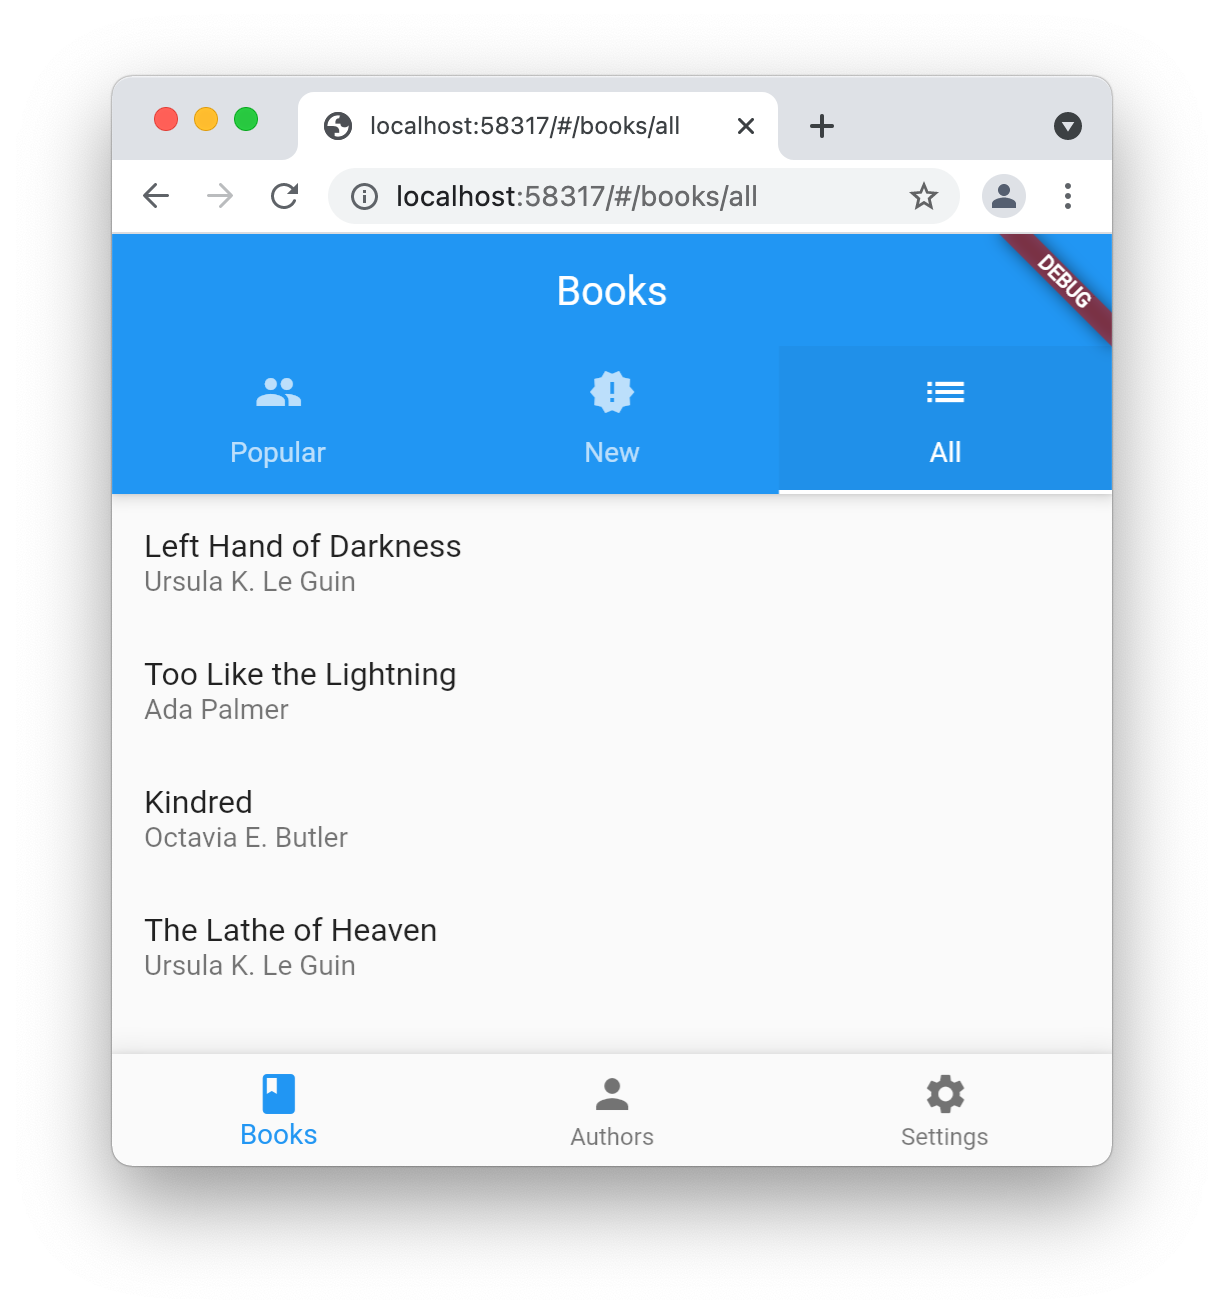 localhost:58317/#/books/all
localhost:58317/#/books/all
Books
DEBUG
Popular
New
All
Left Hand of Darkness
Ursula K. Le Guin
Too Like the Lightning
Ada Palmer
Kindred
Octavia E. Butler
The Lathe of Heaven
Ursula K. Le Guin
Books
Authors
Settings